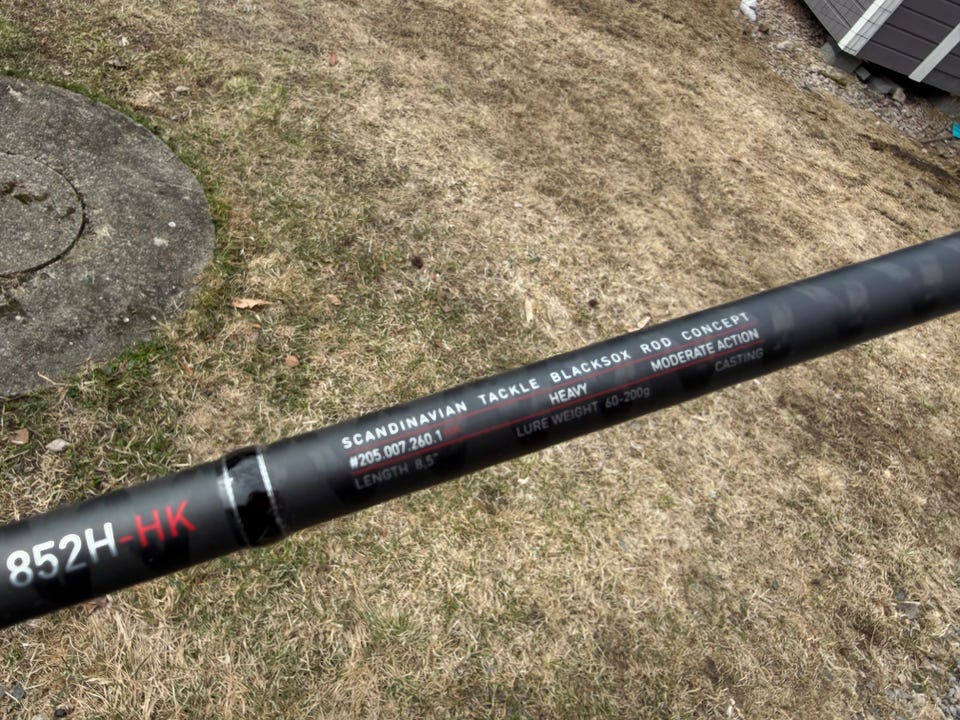 852H-HK
SCANDINAVIAN TACKLE BLACKSOX ROD CONCEPT
#205.007.260.1 HEAVY MODERATE ACTION
LENGTH 8,5" LURE WEIGHT 60-200g CASTING